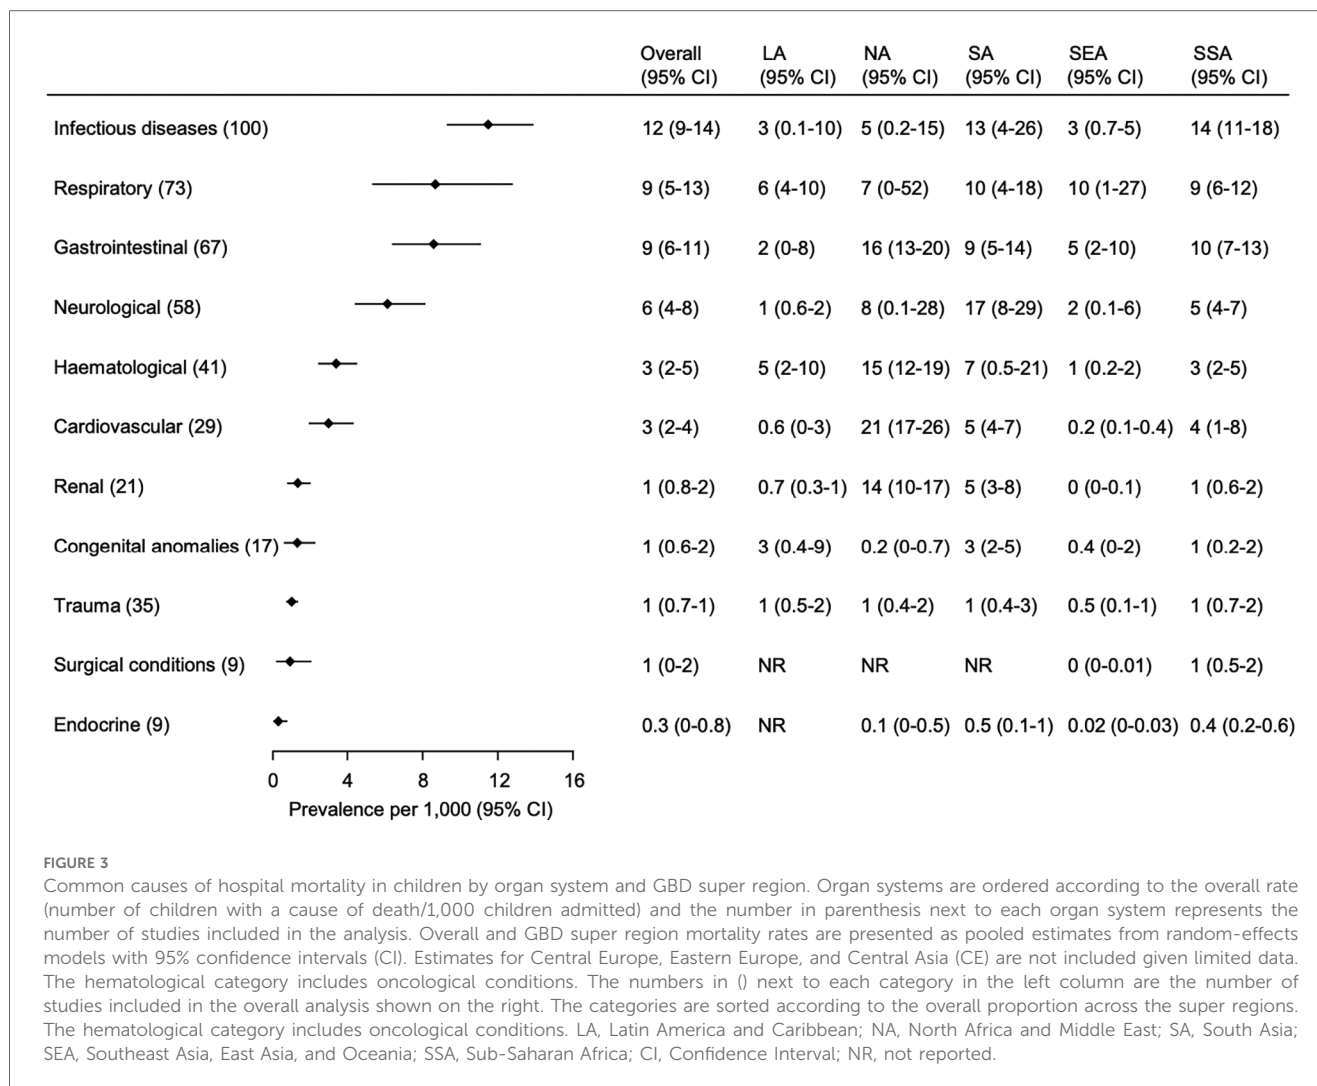 Overall LA NA SA SEA SSA
(95% CI) (95% CI) (95% CI) (95% CI) (95% CI) (95% CI)
Infectious diseases (100) 12 (9-14) 3 (0.1-10) 5 (0.2-15) 13 (4-26) 3 (0.7-5) 14 (11-18)
Respiratory (73) 9 (5-13) 6 (4-10) 7 (0-52) 10 (4-18) 10 (1-27) 9 (6-12)
Gastrointestinal (67) 9 (6-11) 2 (0-8) 16 (13-20) 9 (5-14) 5 (2-10) 10 (7-13)
Neurological (58) 6 (4-8) 1 (0.6-2) 8 (0.1-28) 17 (8-29) 2 (0.1-6) 5 (4-7)
Haematological (41) 3 (2-5) 5 (2-10) 15 (12-19) 7 (0.5-21) 1 (0.2-2) 3 (2-5)
Cardiovascular (29) 3 (2-4) 0.6 (0-3) 21 (17-26) 5 (4-7) 0.2 (0.1-0.4) 4 (1-8)
Renal (21) 1 (0.8-2) 0.7 (0.3-1) 14 (10-17) 5 (3-8) 0 (0-0.1) 1 (0.6-2)
Congenital anomalies (17) 1 (0.6-2) 3 (0.4-9) 0.2 (0-0.7) 3 (2-5) 0.4 (0-2) 1 (0.2-2)
Trauma (35) 1 (0.7-1) 1 (0.5-2) 1 (0.4-2) 1 (0.4-3) 0.5 (0.1-1) 1 (0.7-2)
Surgical conditions (9) 1 (0-2) NR NR NR 0 (0-0.01) 1 (0.5-2)
Endocrine (9) 0.3 (0-0.8) NR 0.1 (0-0.5) 0.5 (0.1-1) 0.02 (0-0.03) 0.4 (0.2-0.6)
0 4 8 12 16
Prevalence per 1,000 (95% CI)
FIGURE 3
Common causes of hospital mortality in children by organ system and GBD super region. Organ systems are ordered according to the overall rate
(number of children with a cause of death/1,000 children admitted) and the number in parenthesis next to each organ system represents the
number of studies included in the analysis. Overall and GBD super region mortality rates are presented as pooled estimates from random-effects
models with 95% confidence intervals (CI). Estimates for Central Europe, Eastern Europe, and Central Asia (CE) are not included given limited data.
The hematological category includes oncological conditions. The numbers in () next to each category in the left column are the number of
studies included in the overall analysis shown on the right. The categories are sorted according to the overall proportion across the super regions.
The hematological category includes oncological conditions. LA, Latin America and Caribbean; NA, North Africa and Middle East; SA, South Asia;
SEA, Southeast Asia, East Asia, and Oceania; SSA, Sub-Saharan Africa; CI, Confidence Interval; NR, not reported.